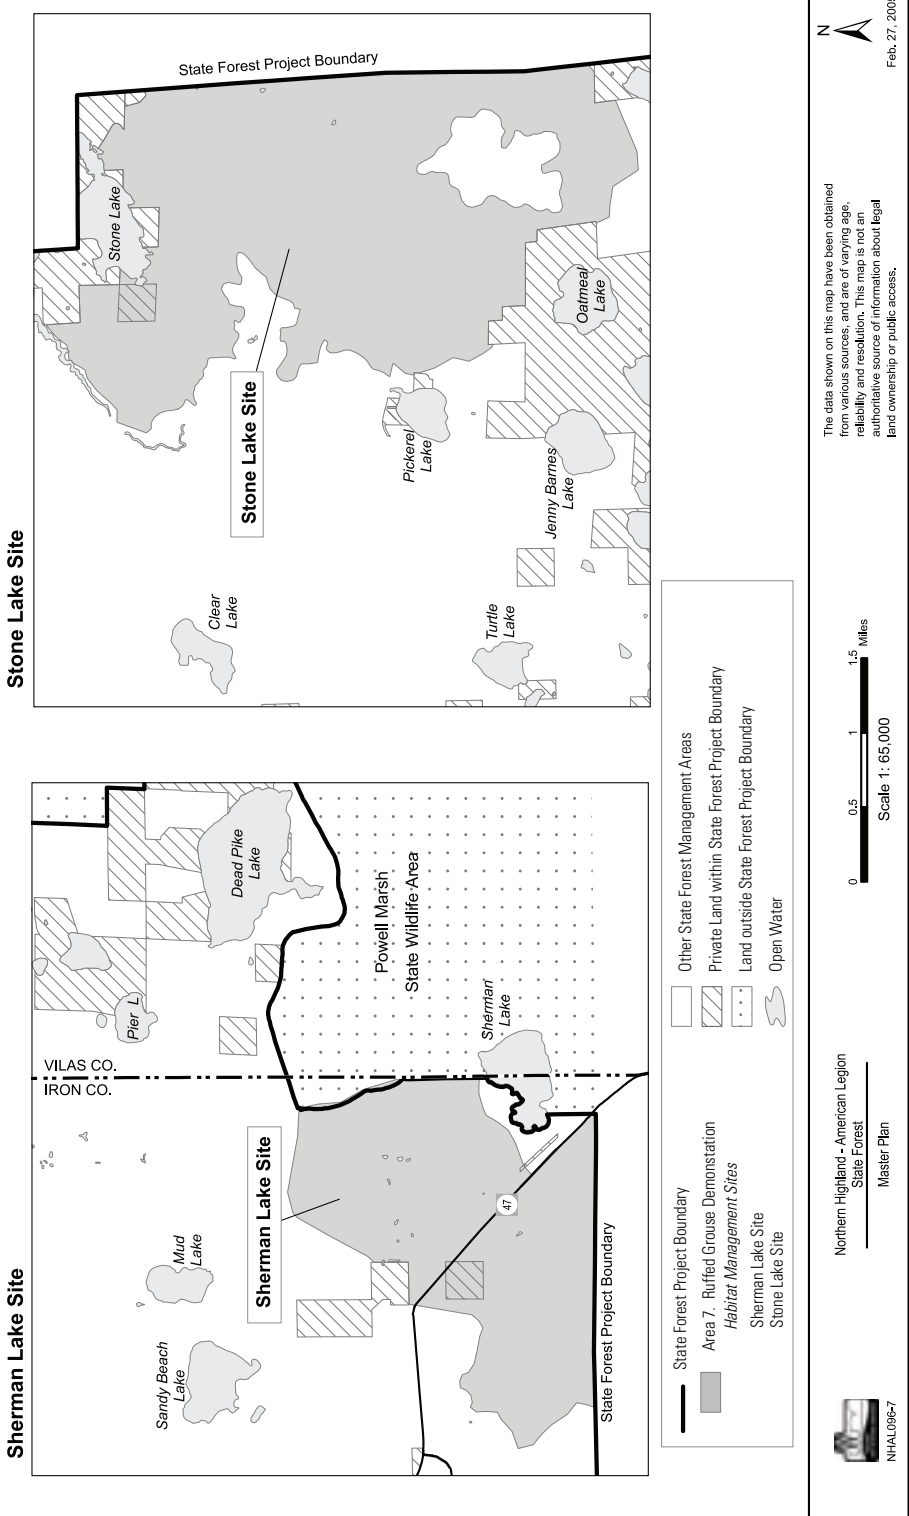 Sherman Lake Site
Sandy Beach
Lake
Mud
Lake
Sherman Lake Site
VILAS CO.
IRON CO.
Pier L
Dead Pike
Lake
Powell Marsh
State Wildlife Area
Sherman
Lake
47
State Forest Project Boundary
Stone Lake Site
State Forest Project Boundary
Stone Lake
Stone Lake Site
Clear
Lake
Pickerel
Lake
Oatmeal
Lake
Jenny Barnes
Lake
Turtle
Lake
State Forest Project Boundary
Area 7. Ruffed Grouse Demonstation
Habitat Management Sites
Sherman Lake Site
Stone Lake Site
Other State Forest Management Areas
Private Land within State Forest Project Boundary
Land outside State Forest Project Boundary
Open Water
NHAL096-7
Northern Highland - American Legion
State Forest
Master Plan
0 0.5 1 1.5
Miles
Scale 1: 65,000
The data shown on this map have been obtained
from various sources, and are of varying age,
reliability and resolution. This map is not an
authoritative source of information about legal
land ownership or public access.
N
Feb. 27, 2005